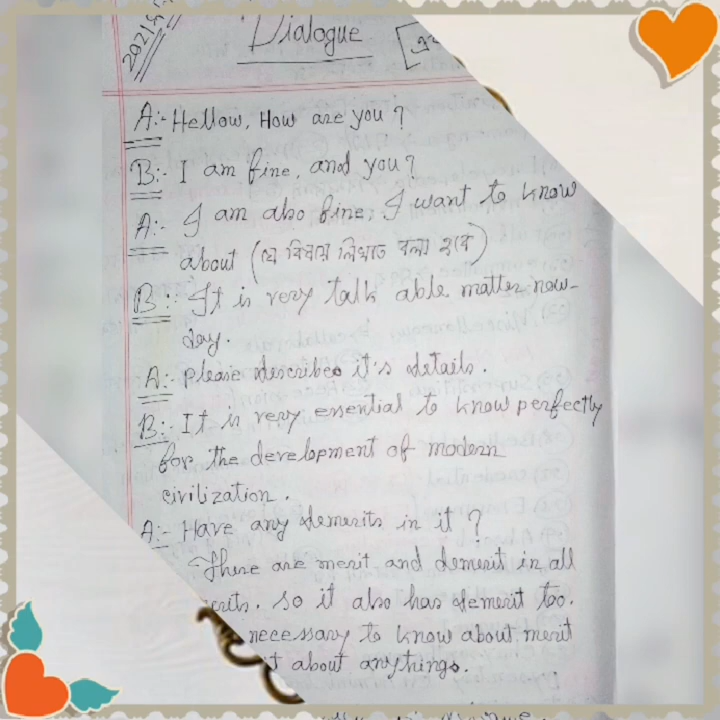 2021
Dialogue
A:- Hellow, How are you?
B:- I am fine, and you?
A:- I am also fine, I want to know
about (যে বিষয়ে লিখতে বলা হবে)
B:- It is very talk able matter now-
day.
A:- please describe it's details.
B:- It is very essential to know perfectly
for the development of modern
civilization.
A:- Have any demerits in it?
There are merit and demerit in all
so it also has demerit too.
necessary to know about merit
about anythings.